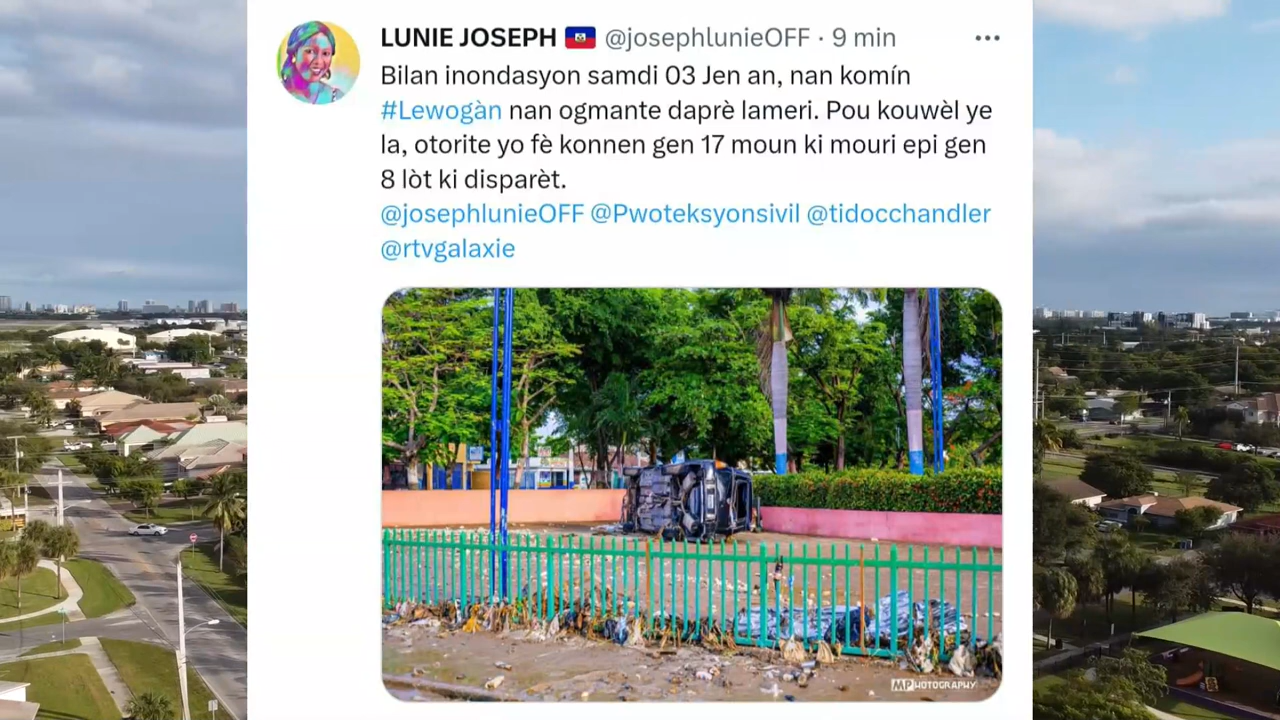 LUNIE JOSEPH 🇭🇹 @josephlunieOFF · 9 min
Bilan inondasyon samdi 03 Jen an, nan komín
#Lewogàn nan ogmante daprè lameri. Pou kouwèl ye
la, otorite yo fè konnen gen 17 moun ki mouri epi gen
8 lòt ki disparèt.
@josephlunieOFF @Pwoteksyonsivil @tidocchandler
@rtvgalaxie
MPHOTOGRAPHY